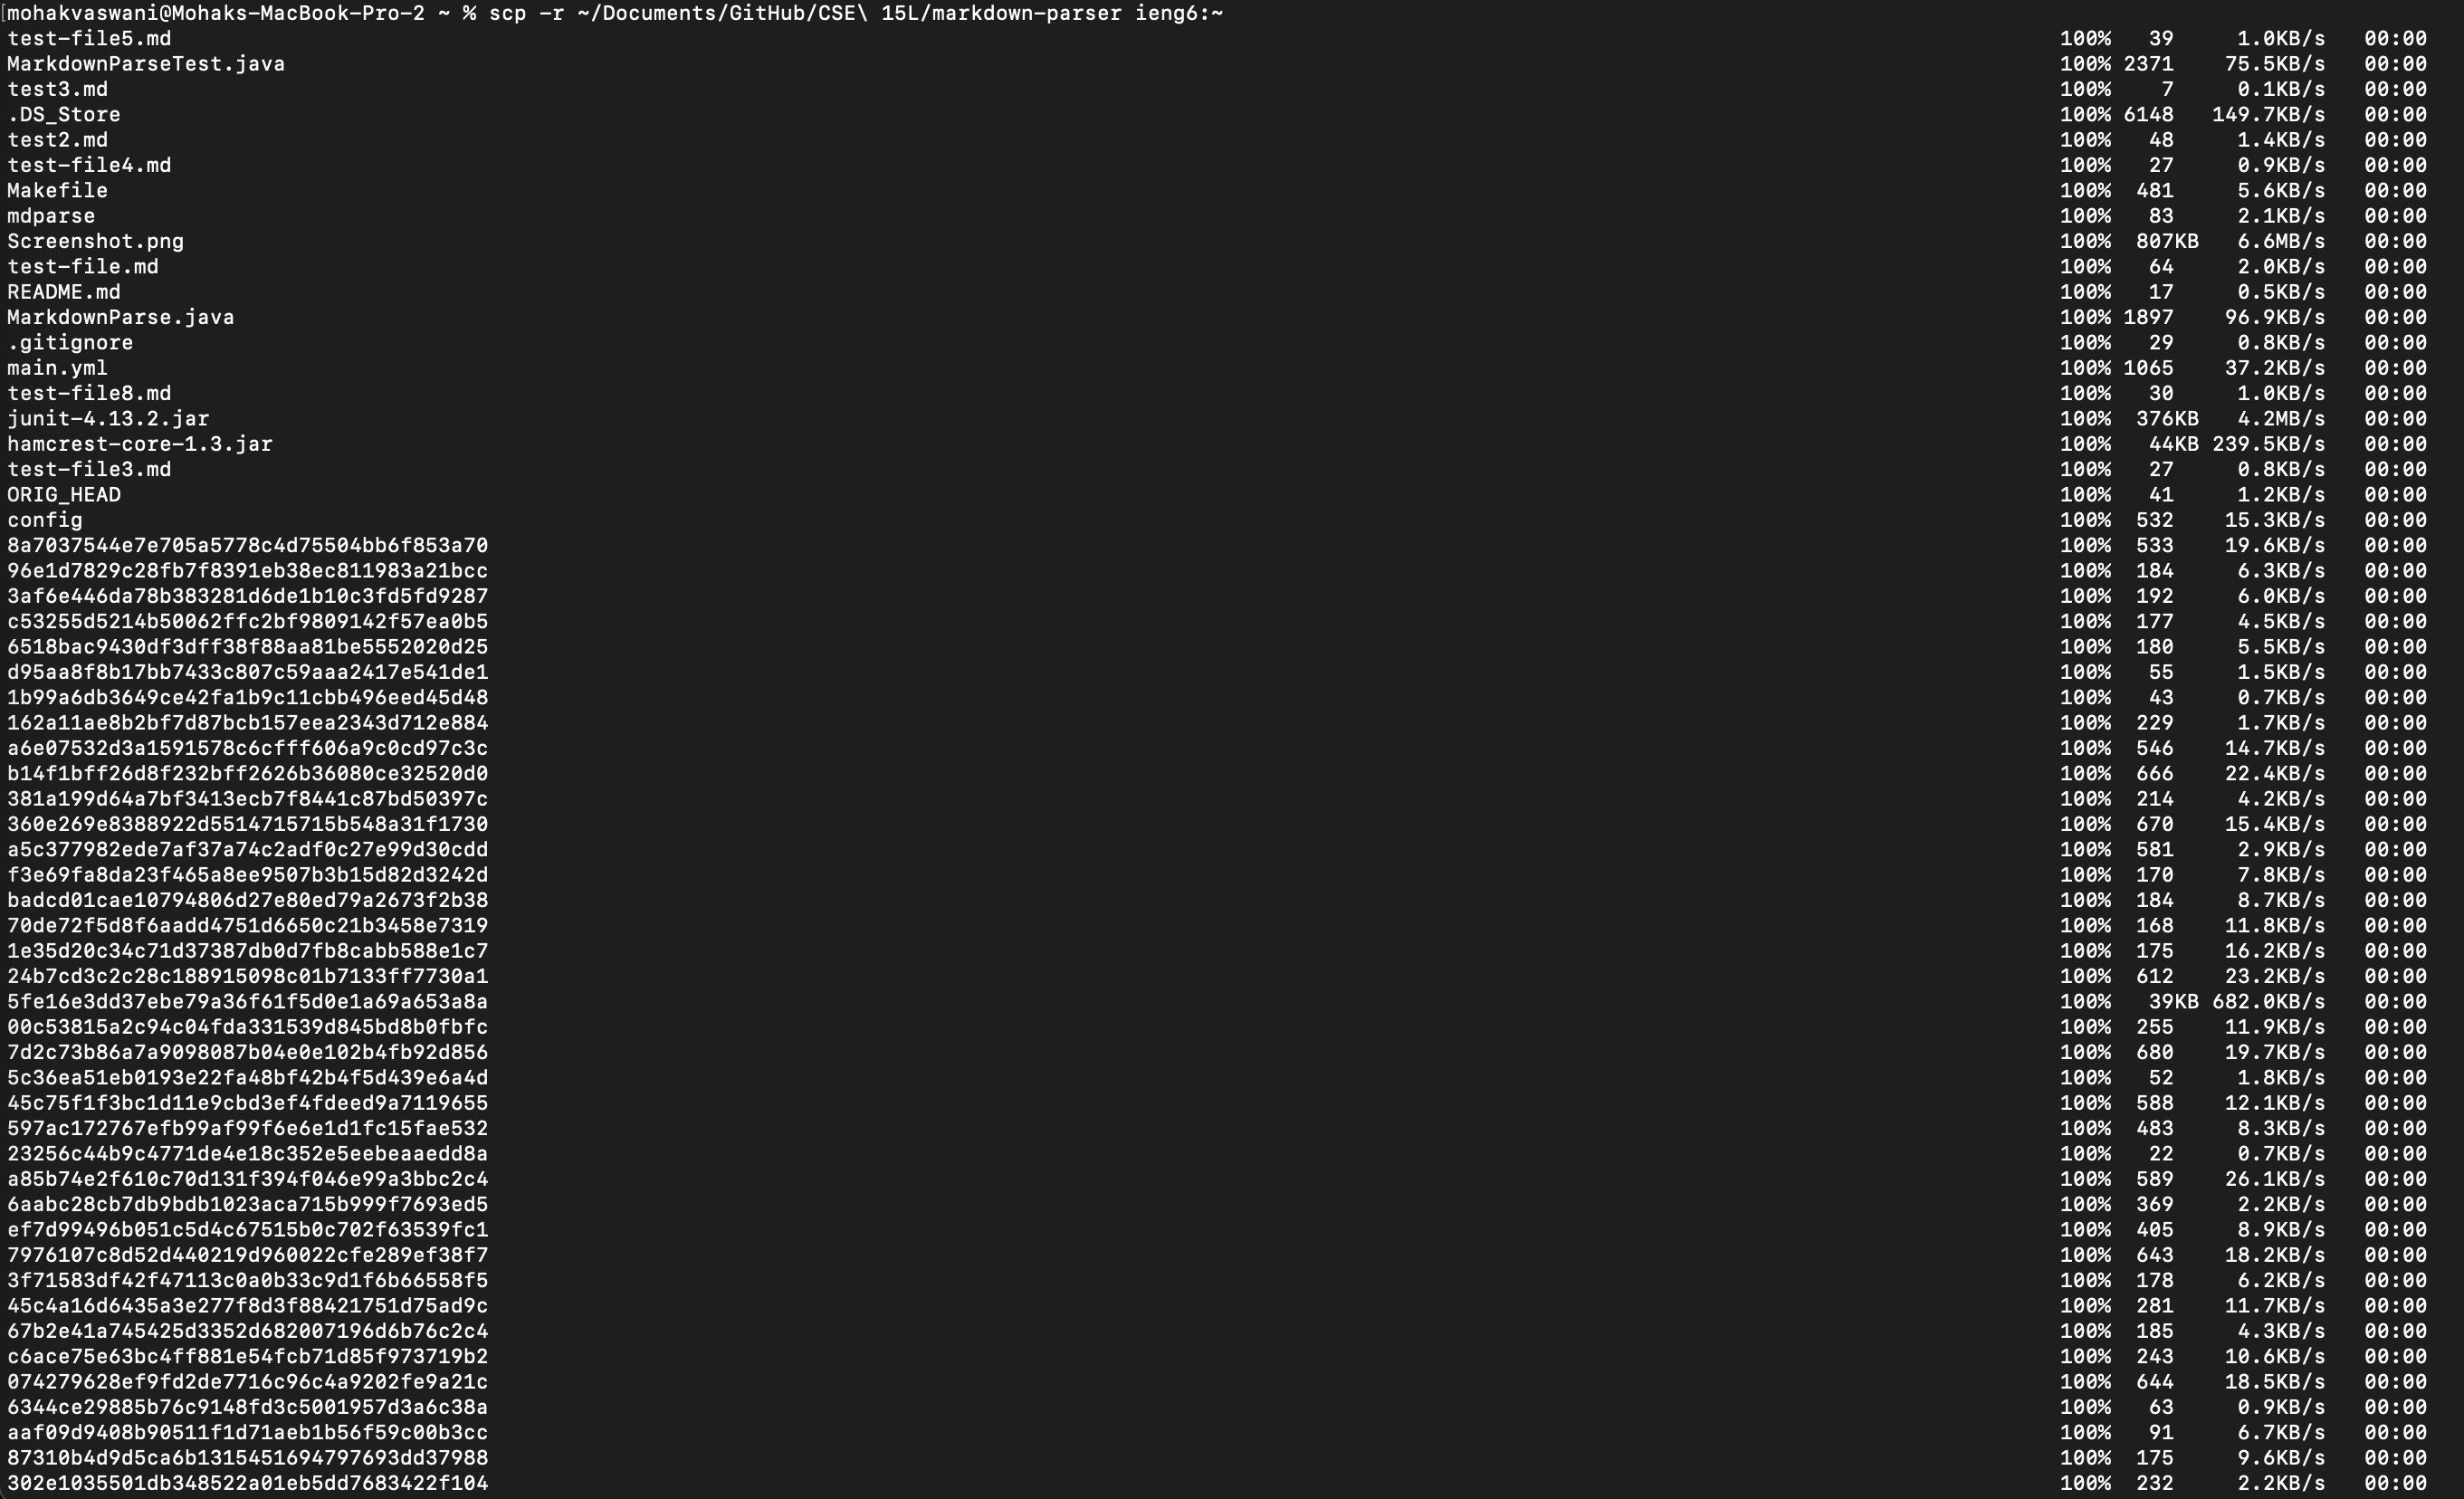 mohakvaswani@Mohaks-MacBook-Pro-2 ~ % scp -r ~/Documents/GitHub/CSE\ 15L/markdown-parser ieng6:~
test-file5.md 100% 39 1.0KB/s 00:00
MarkdownParseTest.java 100% 2371 75.5KB/s 00:00
test3.md 100% 7 0.1KB/s 00:00
.DS_Store 100% 6148 149.7KB/s 00:00
test2.md 100% 48 1.4KB/s 00:00
test-file4.md 100% 27 0.9KB/s 00:00
Makefile 100% 481 5.6KB/s 00:00
mdparse 100% 83 2.1KB/s 00:00
Screenshot.png 100% 807KB 6.6MB/s 00:00
test-file.md 100% 64 2.0KB/s 00:00
README.md 100% 17 0.5KB/s 00:00
MarkdownParse.java 100% 1897 96.9KB/s 00:00
.gitignore 100% 29 0.8KB/s 00:00
main.yml 100% 1065 37.2KB/s 00:00
test-file8.md 100% 30 1.0KB/s 00:00
junit-4.13.2.jar 100% 376KB 4.2MB/s 00:00
hamcrest-core-1.3.jar 100% 44KB 239.5KB/s 00:00
test-file3.md 100% 27 0.8KB/s 00:00
ORIG_HEAD 100% 41 1.2KB/s 00:00
config 100% 532 15.3KB/s 00:00
8a7037544e7e705a5778c4d75504bb6f853a70 100% 533 19.6KB/s 00:00
96e1d7829c28fb7f8391eb38ec811983a21bcc 100% 184 6.3KB/s 00:00
3af6e446da78b383281d6de1b10c3fd5fd9287 100% 192 6.0KB/s 00:00
c53255d5214b50062ffc2bf9809142f57ea0b5 100% 177 4.5KB/s 00:00
6518bac9430df3dff38f88aa81be5552020d25 100% 180 5.5KB/s 00:00
d95aa8f8b17bb7433c807c59aaa2417e541de1 100% 55 1.5KB/s 00:00
1b99a6db3649ce42fa1b9c11cbb496eed45d48 100% 43 0.7KB/s 00:00
162a11ae8b2bf7d87bcb157eea2343d712e884 100% 229 1.7KB/s 00:00
a6e07532d3a1591578c6cfff606a9c0cd97c3c 100% 546 14.7KB/s 00:00
b14f1bff26d8f232bff2626b36080ce32520d0 100% 666 22.4KB/s 00:00
381a199d64a7bf3413ecb7f8441c87bd50397c 100% 214 4.2KB/s 00:00
360e269e8388922d5514715715b548a31f1730 100% 670 15.4KB/s 00:00
a5c377982ede7af37a74c2adf0c27e99d30cdd 100% 581 2.9KB/s 00:00
f3e69fa8da23f465a8ee9507b3b15d82d3242d 100% 170 7.8KB/s 00:00
badcd01cae10794806d27e80ed79a2673f2b38 100% 184 8.7KB/s 00:00
70de72f5d8f6aadd4751d6650c21b3458e7319 100% 168 11.8KB/s 00:00
1e35d20c34c71d37387db0d7fb8cabb588e1c7 100% 175 16.2KB/s 00:00
24b7cd3c2c28c188915098c01b7133ff7730a1 100% 612 23.2KB/s 00:00
5fe16e3dd37ebe79a36f61f5d0e1a69a653a8a 100% 39KB 682.0KB/s 00:00
00c53815a2c94c04fda331539d845bd8b0fbfc 100% 255 11.9KB/s 00:00
7d2c73b86a7a9098087b04e0e102b4fb92d856 100% 680 19.7KB/s 00:00
5c36ea51eb0193e22fa48bf42b4f5d439e6a4d 100% 52 1.8KB/s 00:00
45c75f1f3bc1d11e9cbd3ef4fdeed9a7119655 100% 588 12.1KB/s 00:00
597ac172767efb99af99f6e6e1d1fc15fae532 100% 483 8.3KB/s 00:00
23256c44b9c4771de4e18c352e5eebeaaedd8a 100% 22 0.7KB/s 00:00
a85b74e2f610c70d131f394f046e99a3bbc2c4 100% 589 26.1KB/s 00:00
6aabc28cb7db9bdb1023aca715b999f7693ed5 100% 369 2.2KB/s 00:00
ef7d99496b051c5d4c67515b0c702f63539fc1 100% 405 8.9KB/s 00:00
7976107c8d52d440219d960022cfe289ef38f7 100% 643 18.2KB/s 00:00
3f71583df42f47113c0a0b33c9d1f6b66558f5 100% 178 6.2KB/s 00:00
45c4a16d6435a3e277f8d3f88421751d75ad9c 100% 281 11.7KB/s 00:00
67b2e41a745425d3352d682007196d6b76c2c4 100% 185 4.3KB/s 00:00
c6ace75e63bc4ff881e54fcb71d85f973719b2 100% 243 10.6KB/s 00:00
074279628ef9fd2de7716c96c4a9202fe9a21c 100% 644 18.5KB/s 00:00
6344ce29885b76c9148fd3c5001957d3a6c38a 100% 63 0.9KB/s 00:00
aaf09d9408b90511f1d71aeb1b56f59c00b3cc 100% 91 6.7KB/s 00:00
87310b4d9d5ca6b1315451694797693dd37988 100% 175 9.6KB/s 00:00
302e1035501db348522a01eb5dd7683422f104 100% 232 2.2KB/s 00:00